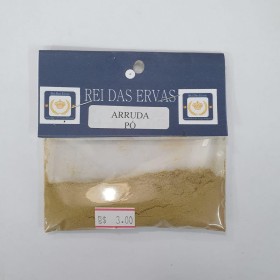 REI DAS ERVAS
ARRUDA
PÓ
R$ 3.00